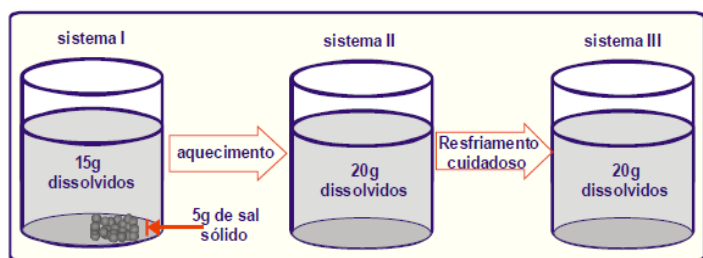 sistema I
sistema II
sistema III
15g
dissolvidos
aquecimento
20g
dissolvidos
Resfriamento
cuidadoso
20g
dissolvidos
5g de sal
sólido